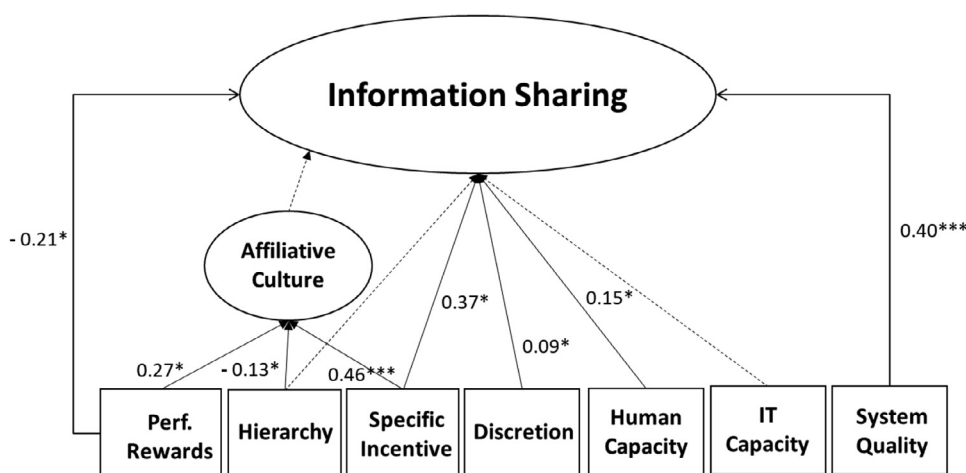 Information Sharing
- 0.21*
0.40***
Affiliative
Culture
0.37*
0.15*
0.09*
0.27*
- 0.13*
0.46***
Perf.
Rewards
Hierarchy
Specific
Incentive
Discretion
Human
Capacity
IT
Capacity
System
Quality